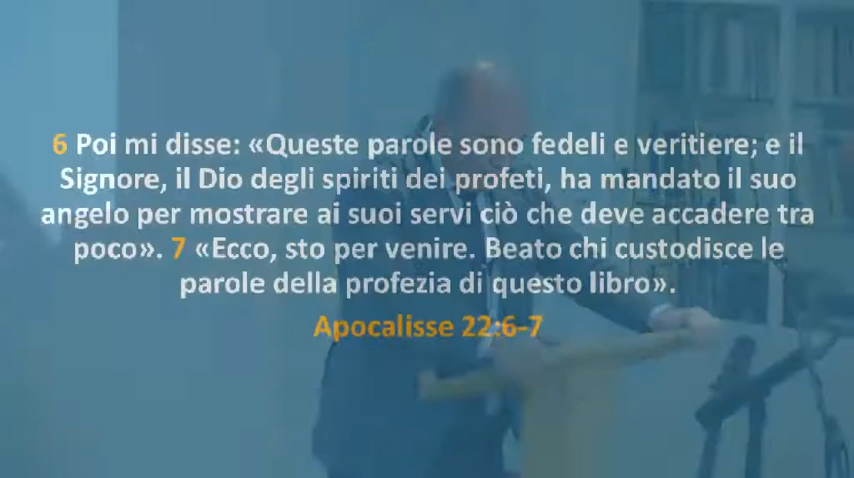 6 Poi mi disse: «Queste parole sono fedeli e veritiere; e il
Signore, il Dio degli spiriti dei profeti, ha mandato il suo
angelo per mostrare ai suoi servi ciò che deve accadere tra
poco». 7 «Ecco, sto per venire. Beato chi custodisce le
parole della profezia di questo libro».
Apocalisse 22:6-7